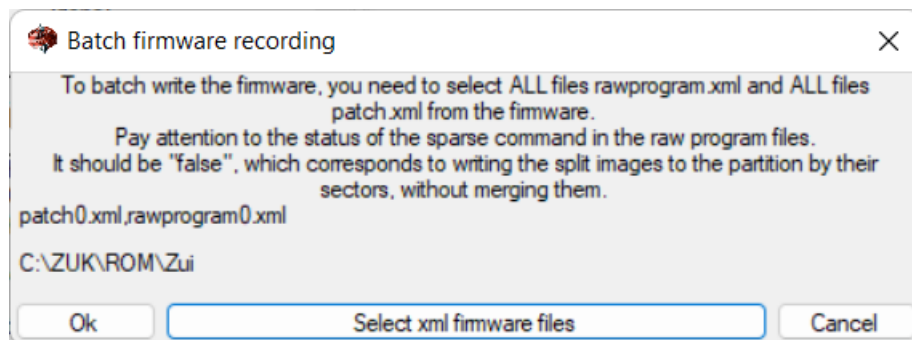 Batch firmware recording
To batch write the firmware, you need to select ALL files rawprogram.xml and ALL files
patch.xml from the firmware.
Pay attention to the status of the sparse command in the raw program files.
It should be "false", which corresponds to writing the split images to the partition by their
sectors, without merging them.
patch0.xml,rawprogram0.xml
C:\ZUK\ROM\Zui
Ok
Select xml firmware files
Cancel